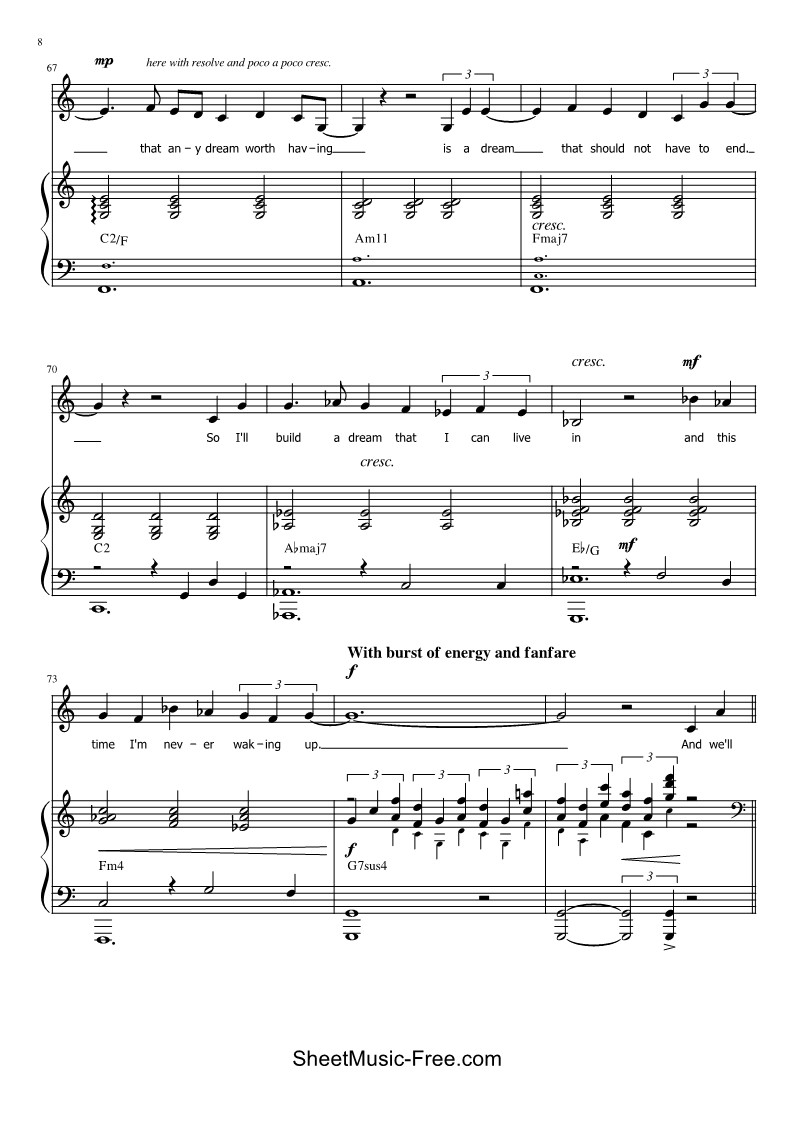 8
67
mp here with resolve and poco a poco cresc.
3 3
that an – y dream worth hav – ing is a dream that should not have to end.
cresc.
C2/F Am11 Fmaj7
70
cresc. mf
3
So I'll build a dream that I can live in and this
cresc.
C2 A♭maj7 E♭/G mf
With burst of energy and fanfare
73
f
3
time I'm nev – er wak – ing up. And we'll
3 3 3 3 3
f
Fm4 G7sus4
3
SheetMusic-Free.com